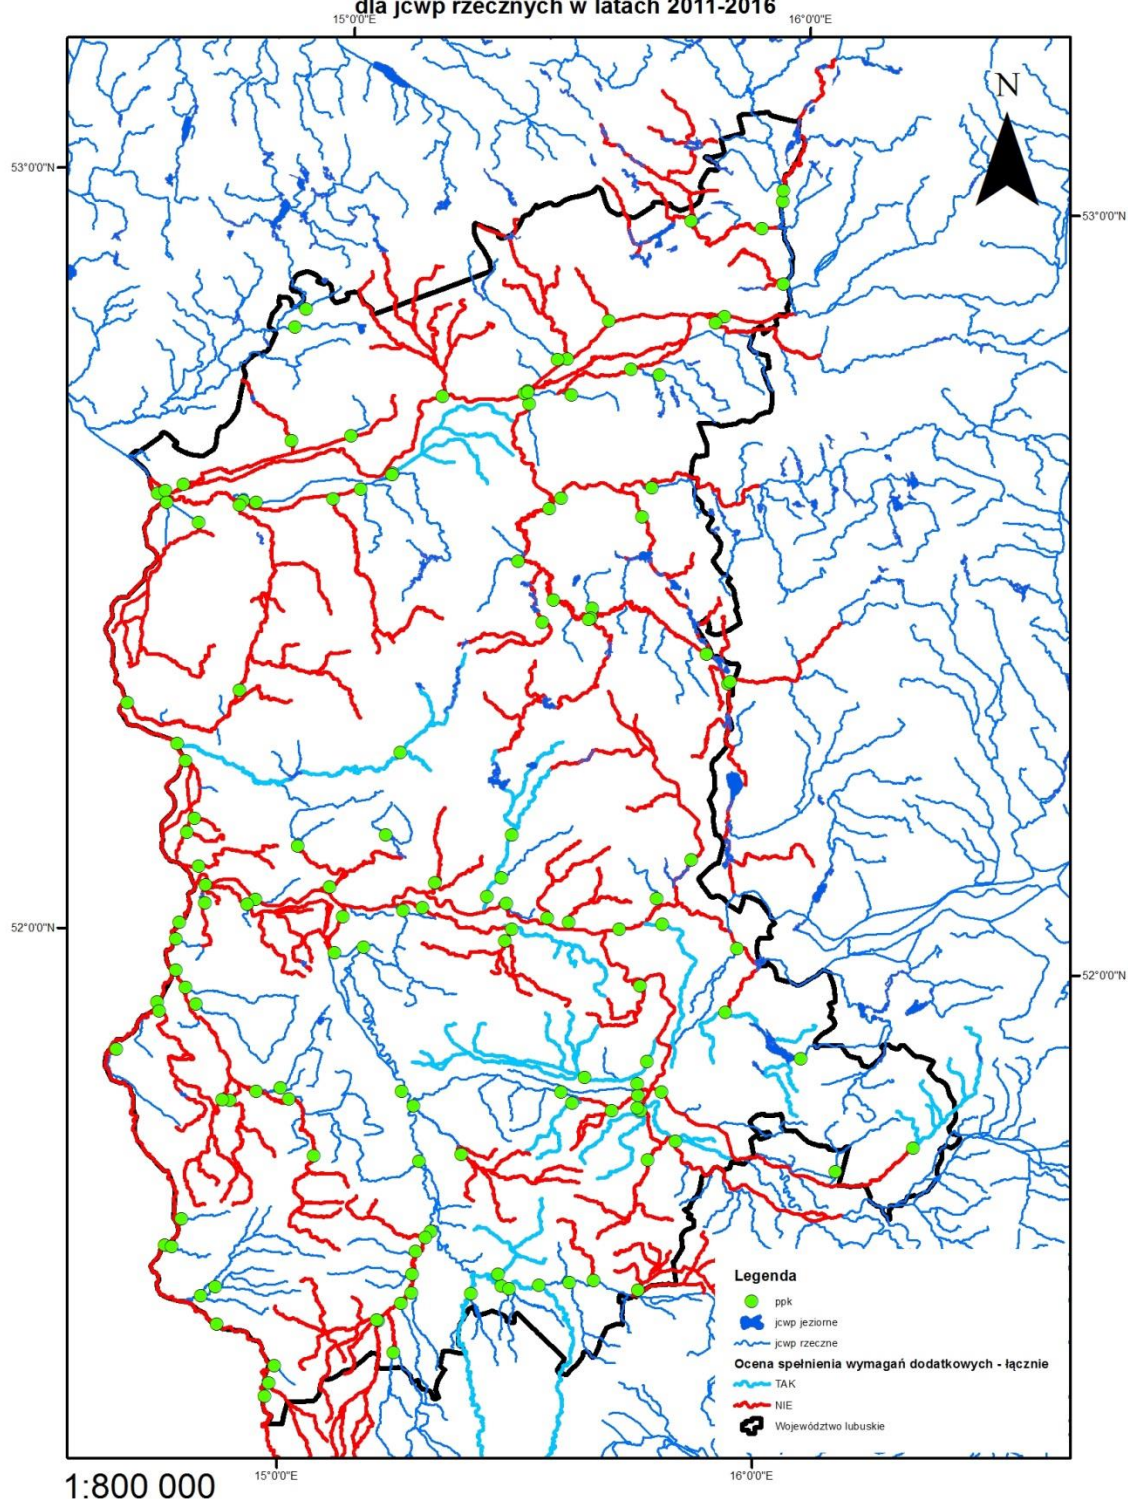 dla jcwp rzecznych w latach 2011-2016
15°0'0"E
16°0'0"E
N
53°0'0"N
53°0'0"N
52°0'0"N
52°0'0"N
Legenda
ppk
jcwp jeziorne
jcwp rzeczne
Ocena spełnienia wymagań dodatkowych - łącznie
TAK
NIE
Województwo lubuskie
15°0'0"E
16°0'0"E
1:800 000